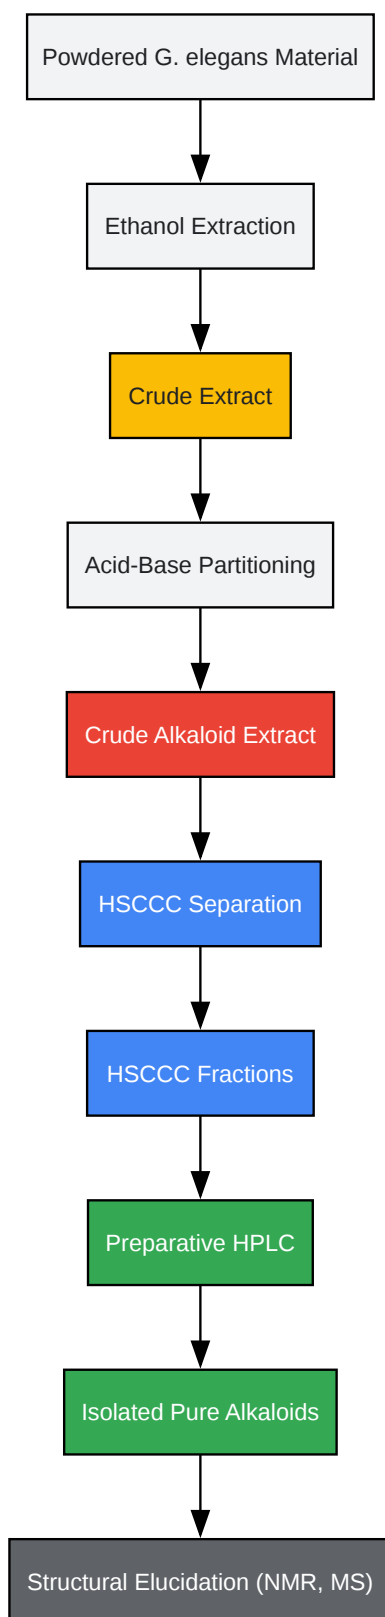 Powdered G. elegans Material
Ethanol Extraction
Crude Extract
Acid-Base Partitioning
Crude Alkaloid Extract
HSCCC Separation
HSCCC Fractions
Preparative HPLC
Isolated Pure Alkaloids
Structural Elucidation (NMR, MS)